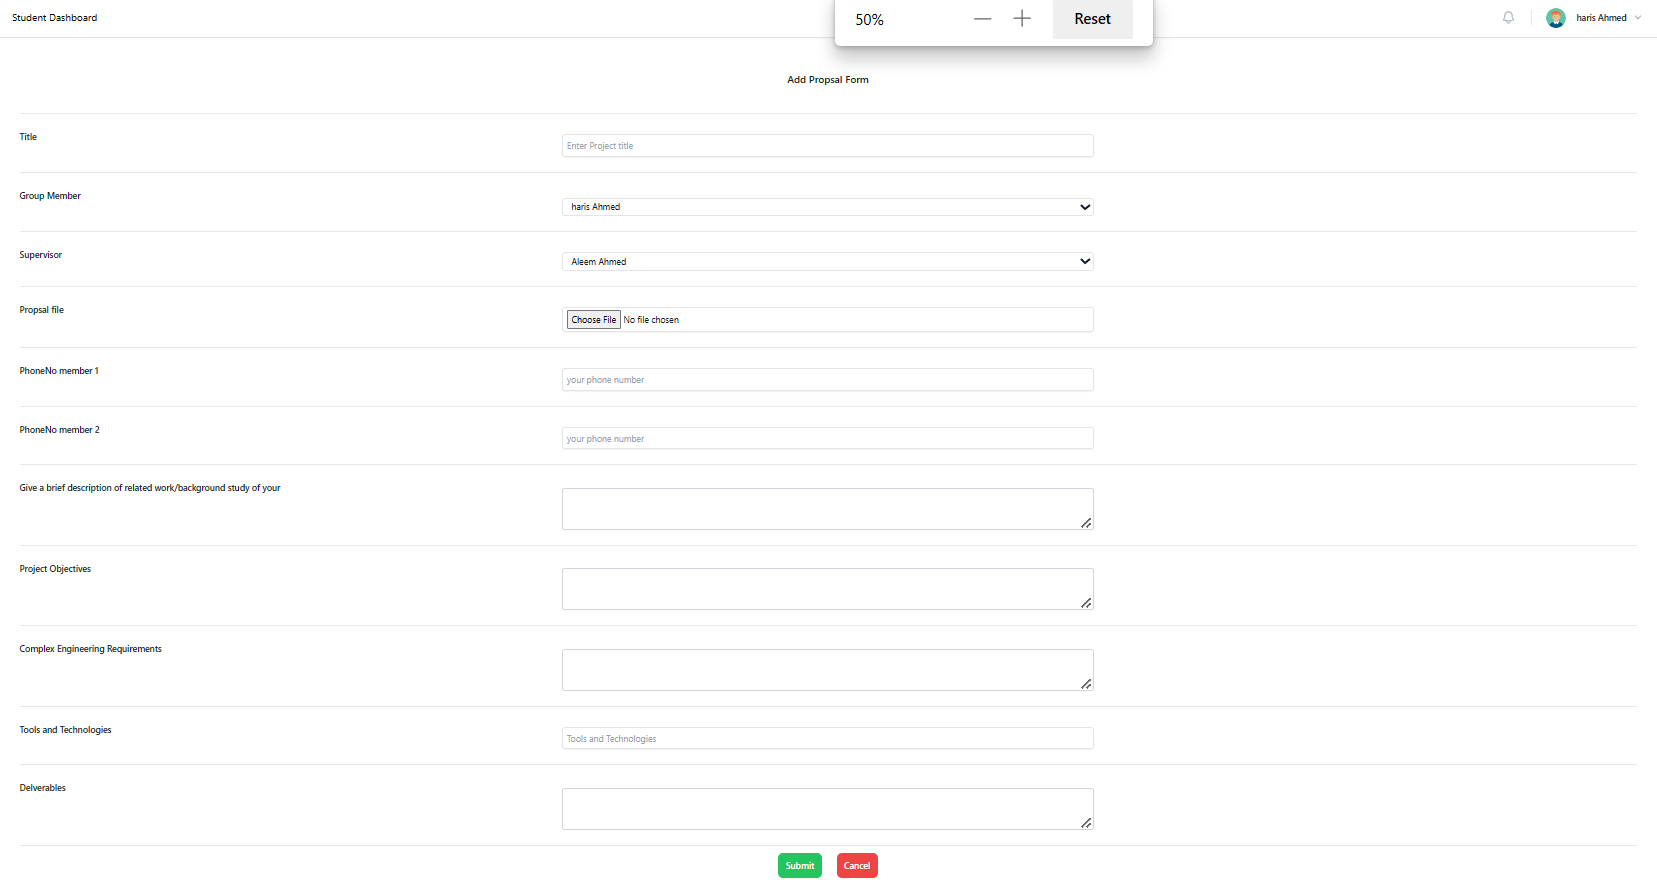 Student Dashboard
50%
Reset
haris Ahmed
Add Propsal Form
Title
Enter Project title
Group Member
haris Ahmed
Supervisor
Aleem Ahmed
Propsal file
Choose File No file chosen
PhoneNo member 1
your phone number
PhoneNo member 2
your phone number
Give a brief description of related work/background study of your
Project Objectives
Complex Engineering Requirements
Tools and Technologies
Tools and Technologies
Delverables
Submit
Cancel